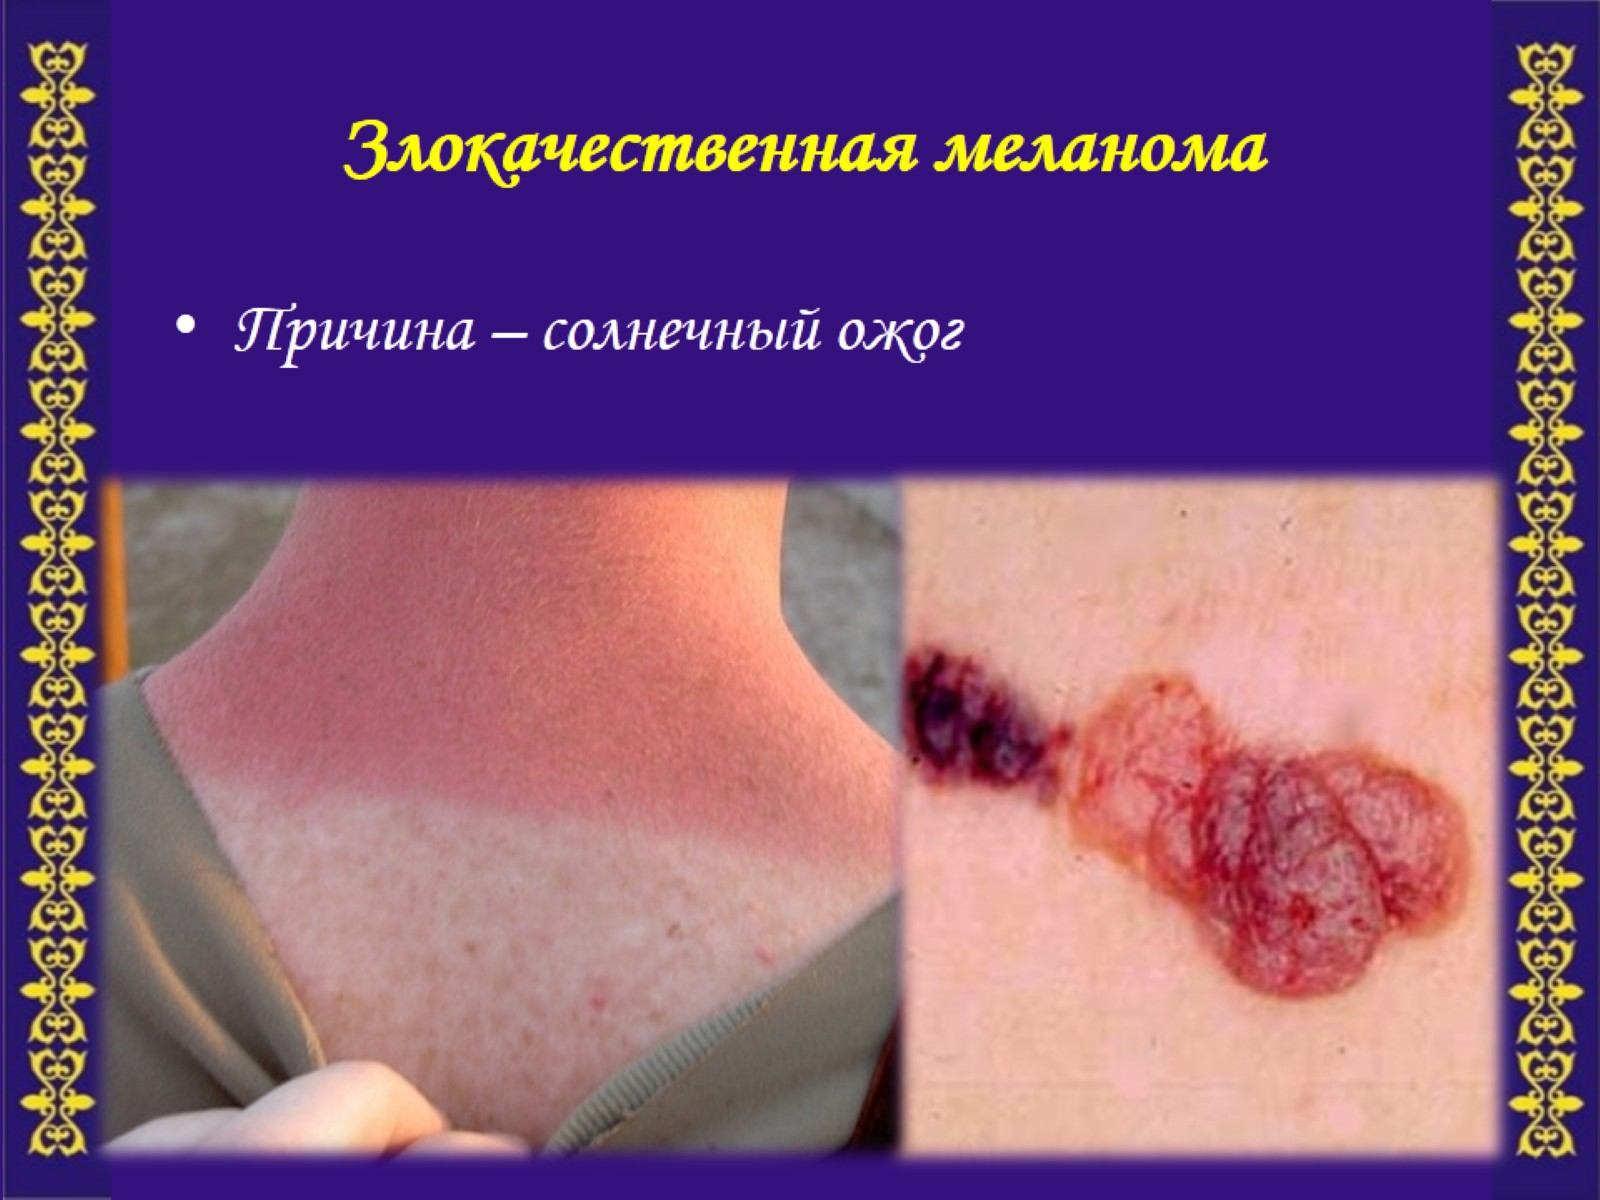 Злокачественная меланома
• Причина – солнечный ожог